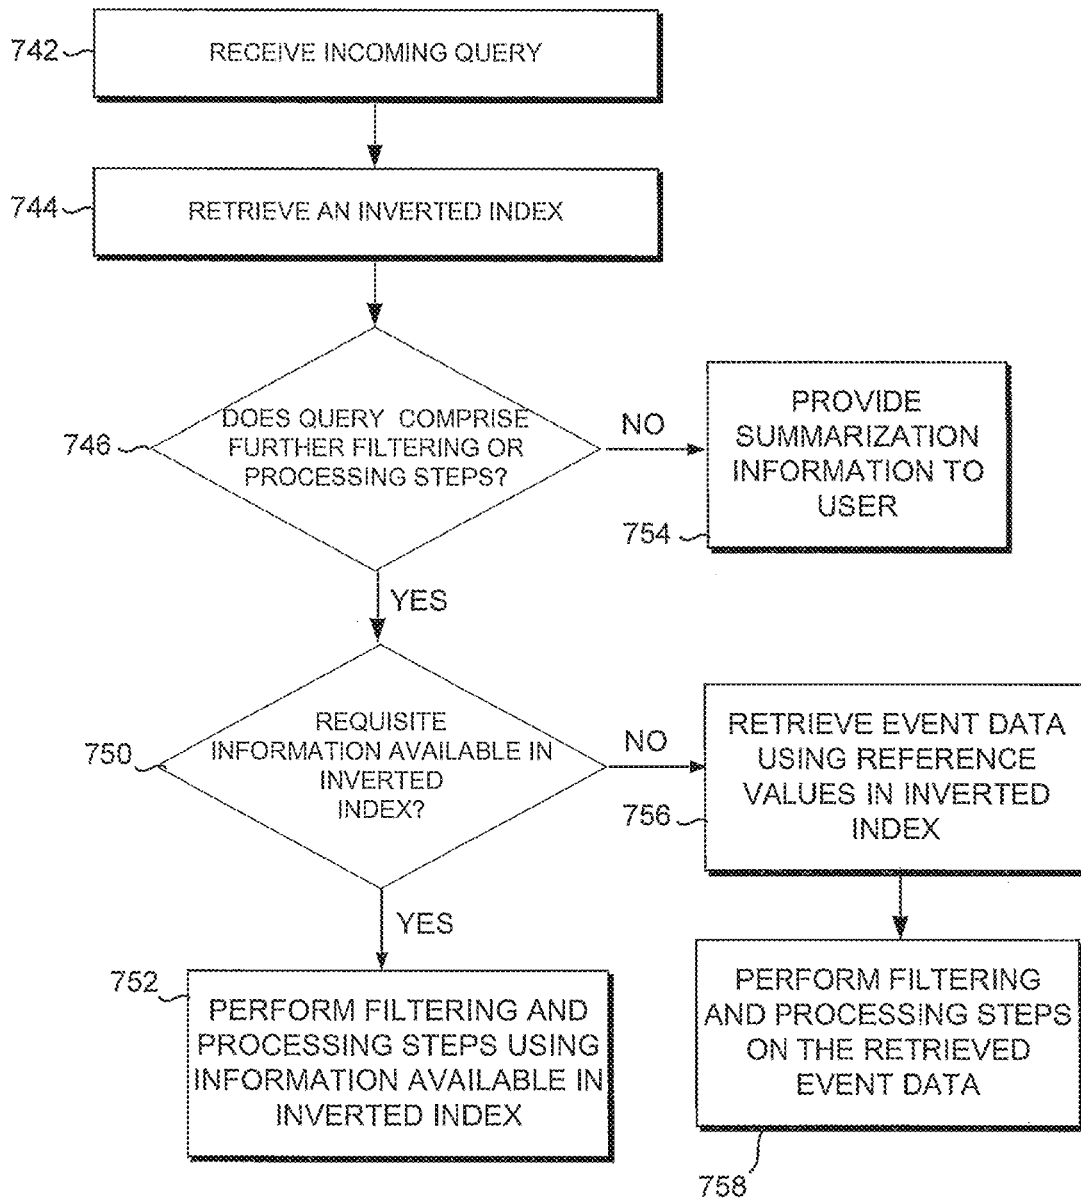 742
RECEIVE INCOMING QUERY
744
RETRIEVE AN INVERTED INDEX
746
DOES QUERY COMPRISE
FURTHER FILTERING OR
PROCESSING STEPS?
NO
PROVIDE
SUMMARIZATION
INFORMATION TO
USER
754
YES
750
REQUISITE
INFORMATION AVAILABLE IN
INVERTED
INDEX?
NO
RETRIEVE EVENT DATA
USING REFERENCE
VALUES IN INVERTED
INDEX
756
YES
752
PERFORM FILTERING AND
PROCESSING STEPS USING
INFORMATION AVAILABLE IN
INVERTED INDEX
PERFORM FILTERING
AND PROCESSING STEPS
ON THE RETRIEVED
EVENT DATA
758